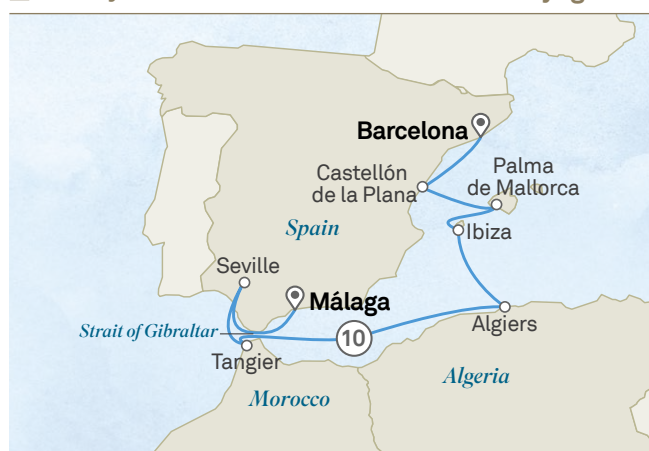 Barcelona
Castellón
de la Plana
Palma
de Mallorca
Spain
Ibiza
Seville
Málaga
Strait of Gibraltar
10
Algiers
Tangier
Algeria
Morocco